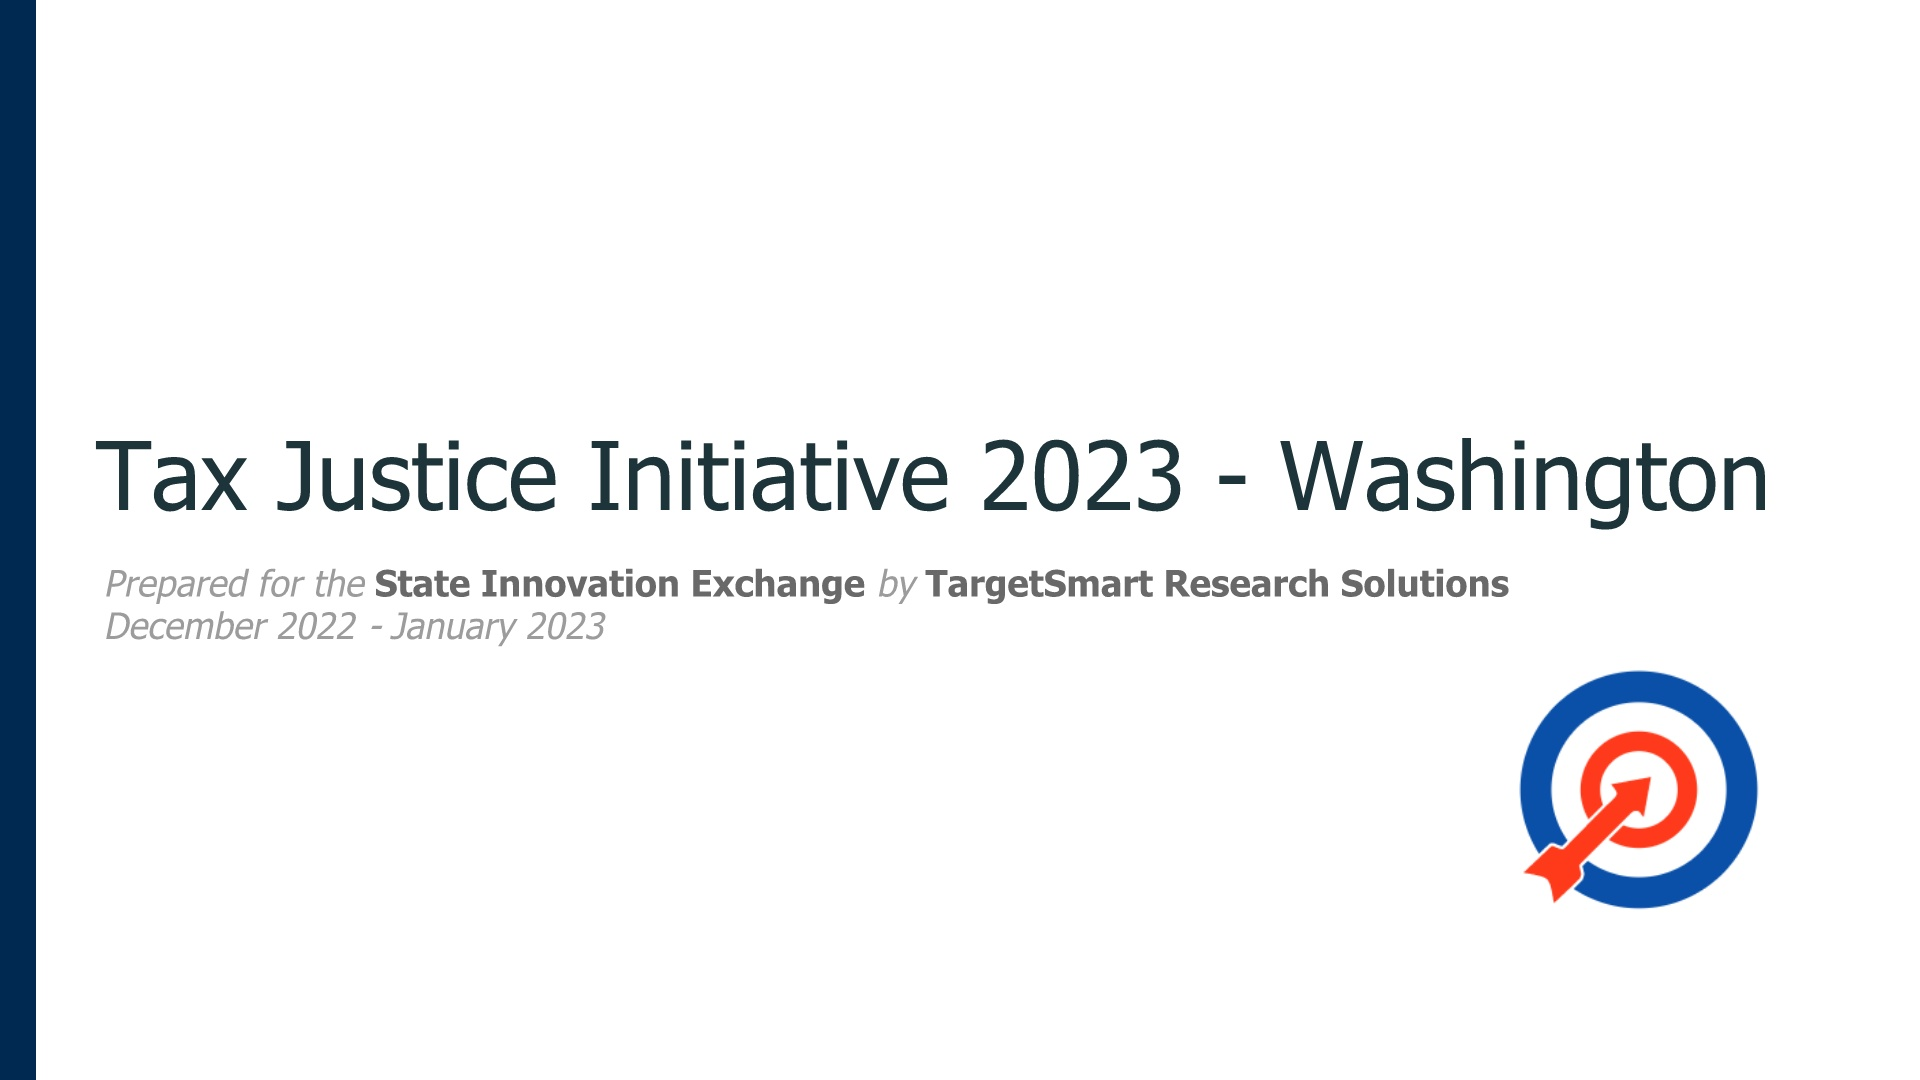 Tax Justice Initiative 2023 - Washington
Prepared for the State Innovation Exchange by TargetSmart Research Solutions
December 2022 - January 2023